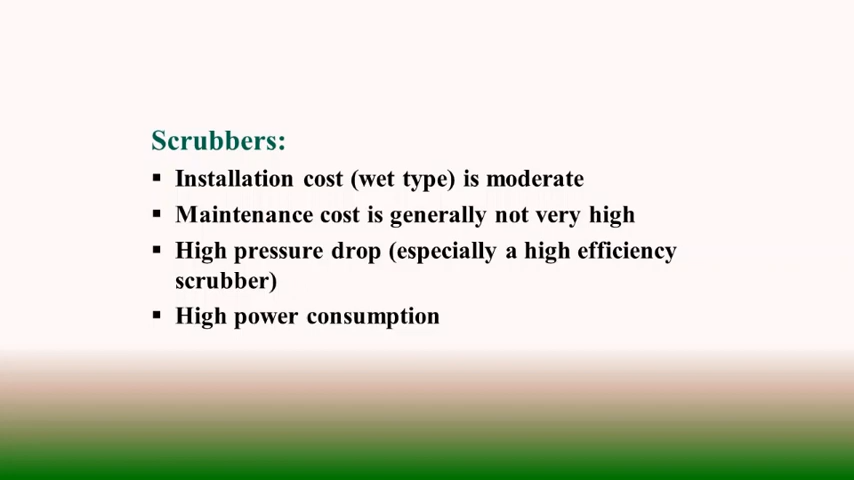 Scrubbers:
▪ Installation cost (wet type) is moderate
▪ Maintenance cost is generally not very high
▪ High pressure drop (especially a high efficiency
scrubber)
▪ High power consumption